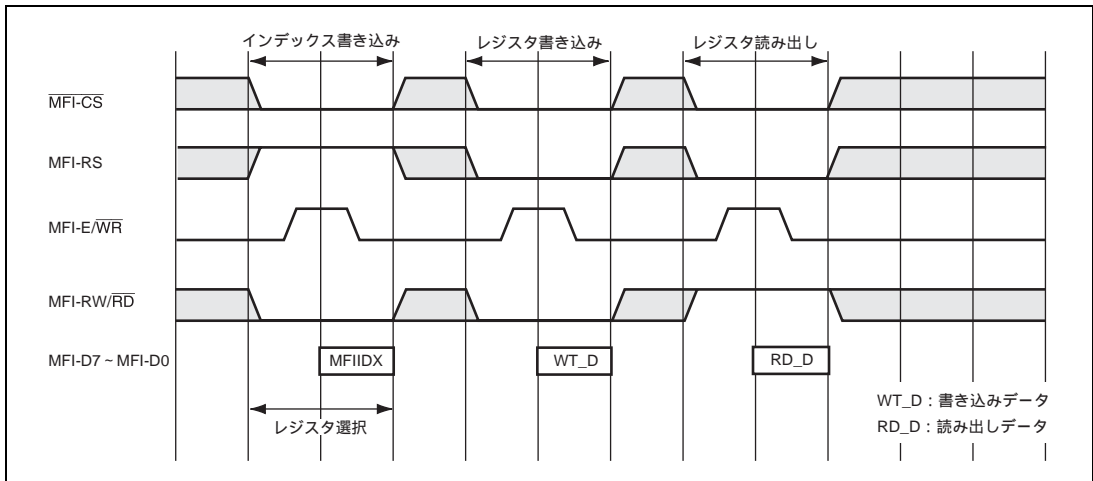 インデックス書き込み
レジスタ書き込み
レジスタ読み出し
MFI-CS
MFI-RS
MFI-E/WR
MFI-RW/RD
MFI-D7 ~ MFI-D0
MFIIDX
WT_D
RD_D
レジスタ選択
WT_D：書き込みデータ
RD_D：読み出しデータ